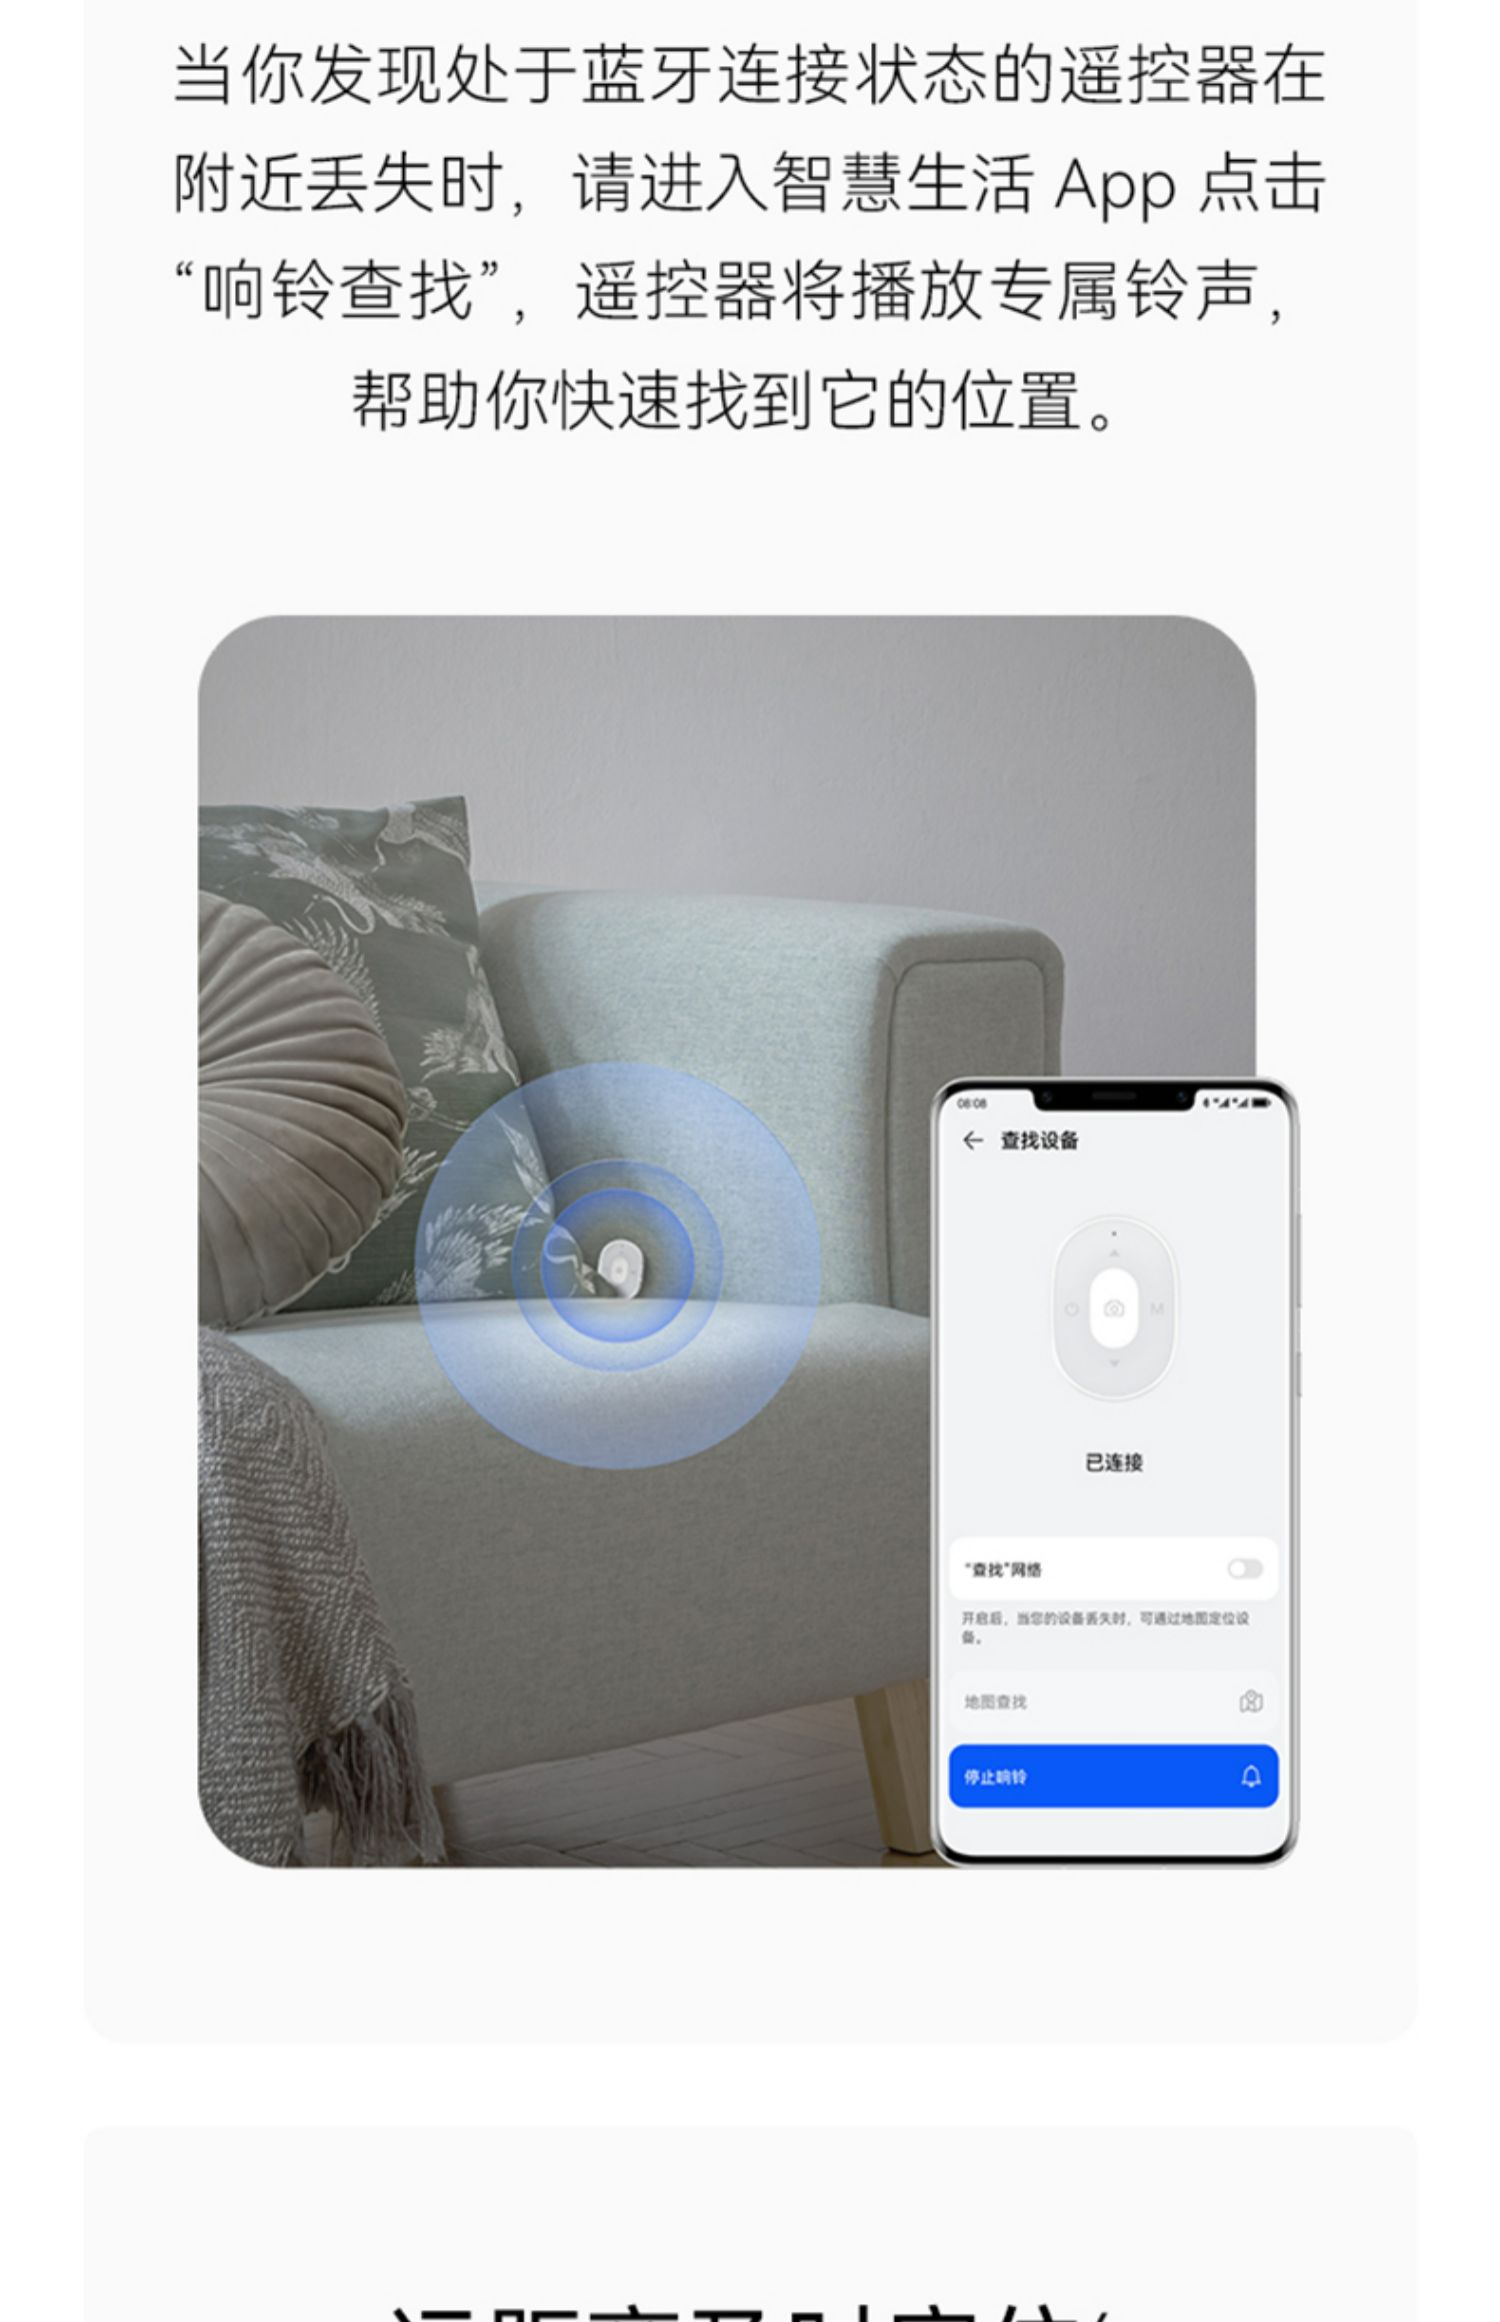 当你发现处于蓝牙连接状态的遥控器在
附近丢失时，请进入智慧生活 App 点击
“响铃查找”，遥控器将播放专属铃声，
帮助你快速找到它的位置。
08:08
查找设备
M
已连接
“查找”网络
开启后，当您的设备丢失时，可通过地图定位设
备。
地图查找
停止响铃